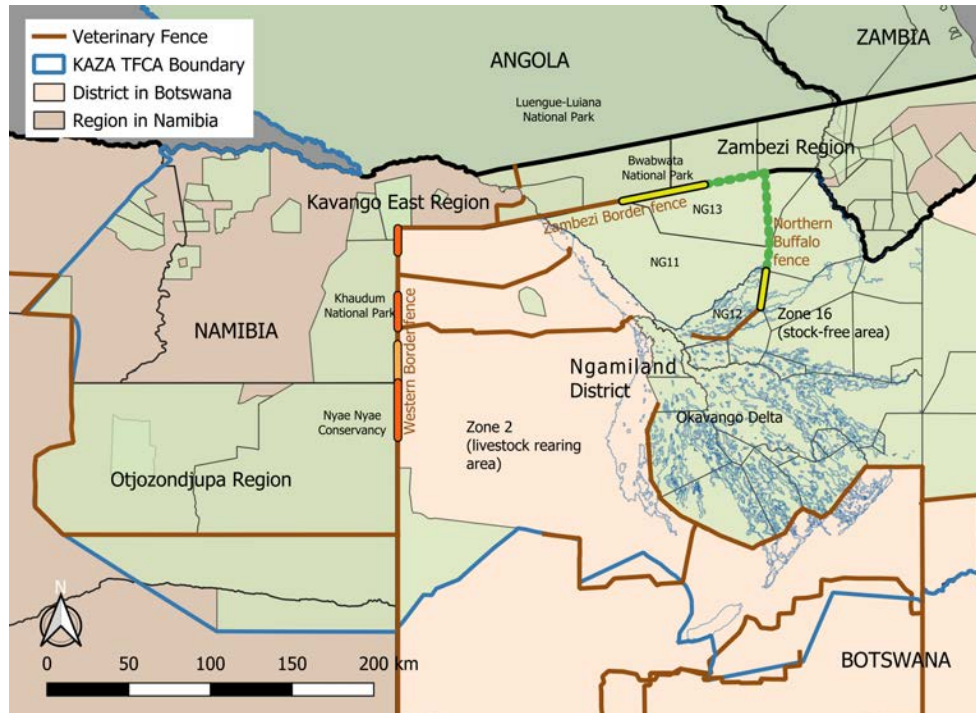 Veterinary Fence
KAZA TFCA Boundary
District in Botswana
Region in Namibia
ANGOLA
ZAMBIA
Luengue-Luiana
National Park
Zambezi Region
Bwabwata
National Park
Kavango East Region
NG13
Zambezi Border fence
Northern
Buffalo
fence
NG11
Khaudum
National Park
NAMIBIA
NG12
Zone 16
(stock-free area)
Western Border fence
Ngamiland
District
Nyae Nyae
Conservancy
Okavango Delta
Zone 2
(livestock rearing
area)
Otjozondjupa Region
N
0 50 100 150 200 km
BOTSWANA